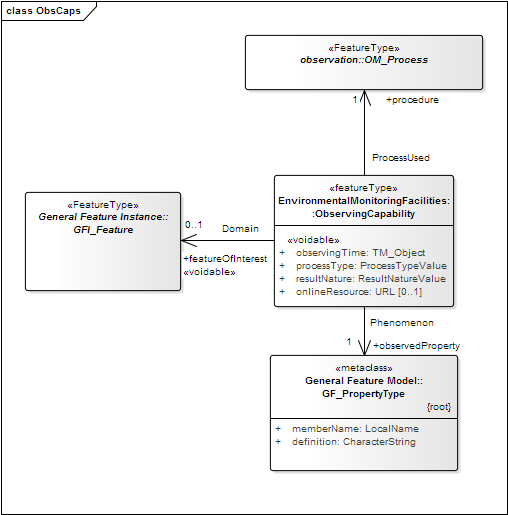 class ObsCaps
«FeatureType»
observation::OM_Process
1
+procedure
ProcessUsed
«featureType»
EnvironmentalMonitoringFacilities:
:ObservingCapability
«voidable»
+ observingTime: TM_Object
+ processType: ProcessTypeValue
+ resultNature: ResultNatureValue
+ onlineResource: URL [0..1]
«FeatureType»
General Feature Instance::
GFI_Feature
0..1
Domain
+featureOfInterest
«voidable»
Phenomenon
1
+observedProperty
«metaclass»
General Feature Model::
GF_PropertyType
{root}
+ memberName: LocalName
+ definition: CharacterString